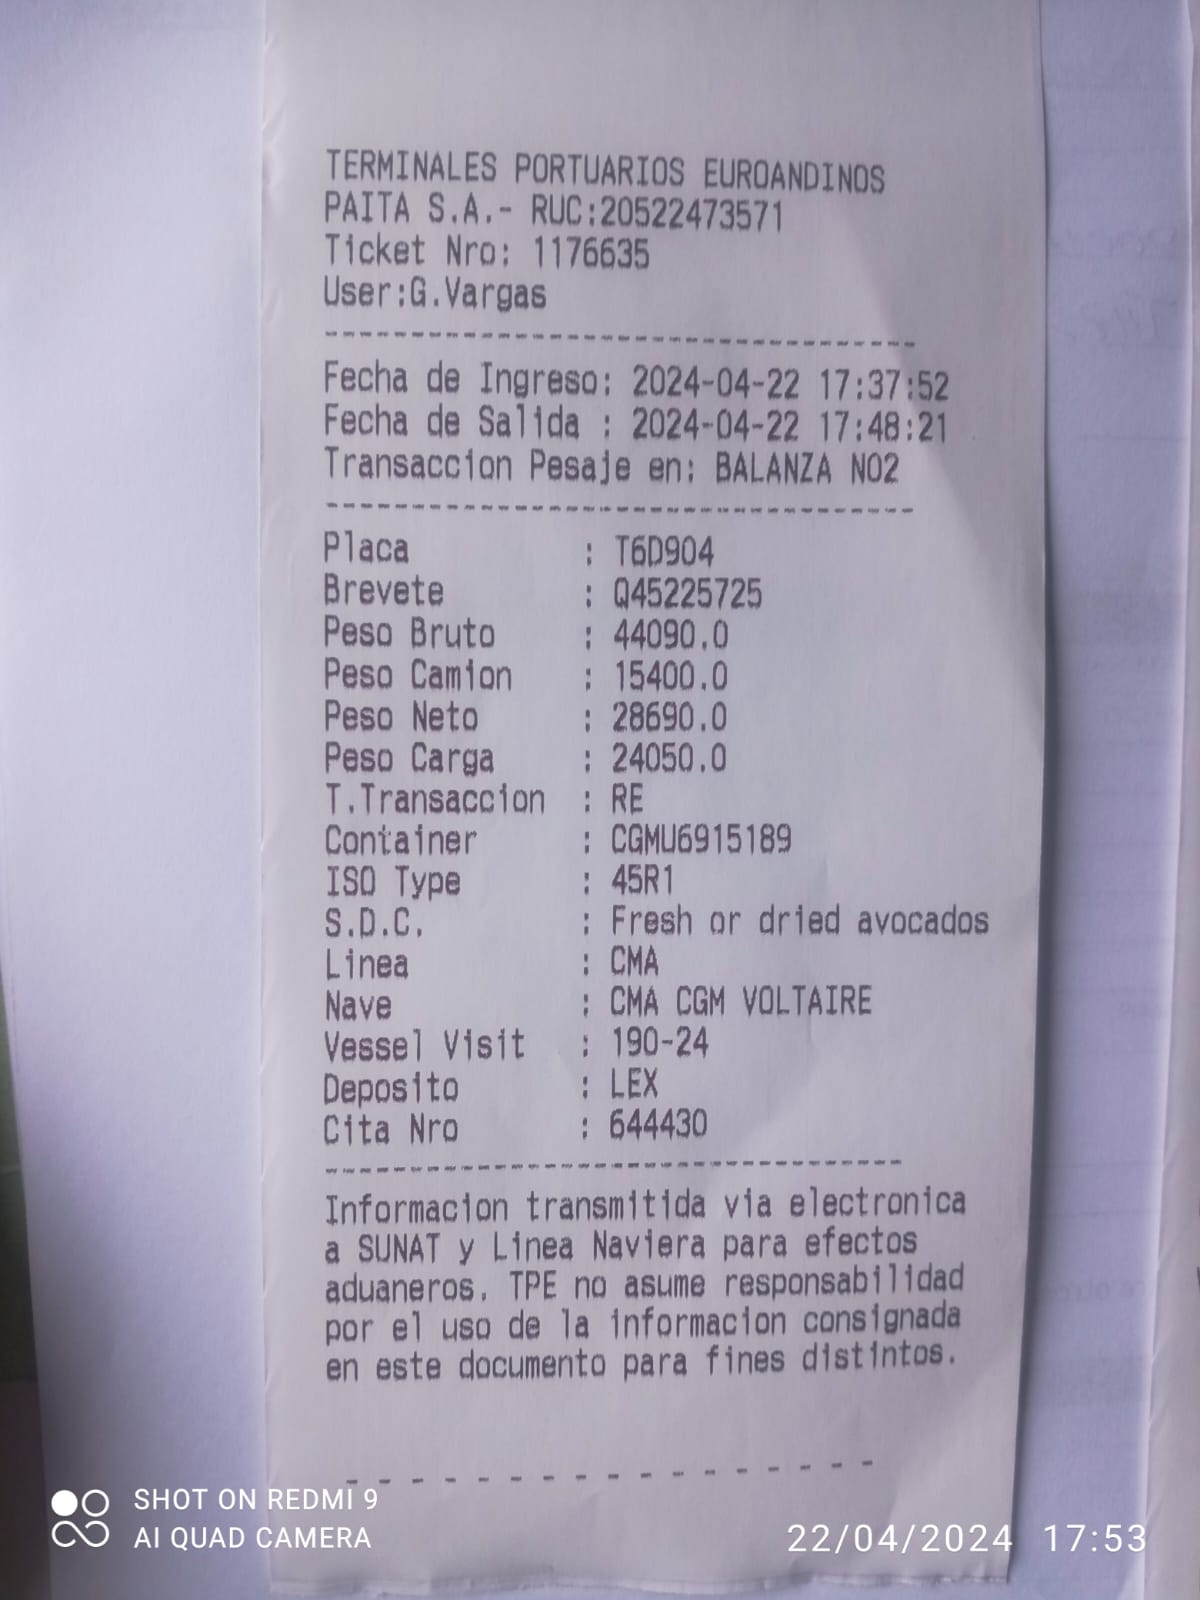 TERMINALES PORTUARIOS EUROANDINOS
PAITA S.A.- RUC:20522473571
Ticket Nro: 1176635
User:G.Vargas
Fecha de Ingreso: 2024-04-22 17:37:52
Fecha de Salida : 2024-04-22 17:48:21
Transaccion Pesaje en: BALANZA NO2
Placa : T6D904
Brevete : Q45225725
Peso Bruto : 44090.0
Peso Camion : 15400.0
Peso Neto : 28690.0
Peso Carga : 24050.0
T.Transaccion : RE
Container : CGMU6915189
ISO Type : 45R1
S.D.C. : Fresh or dried avocados
Linea : CMA
Nave : CMA CGM VOLTAIRE
Vessel Visit : 190-24
Deposito : LEX
Cita Nro : 644430
Informacion transmitida via electronica
a SUNAT y Linea Naviera para efectos
aduaneros. TPE no asume responsabilidad
por el uso de la informacion consignada
en este documento para fines distintos.
SHOT ON REDMI 9
AI QUAD CAMERA
22/04/2024 17:53